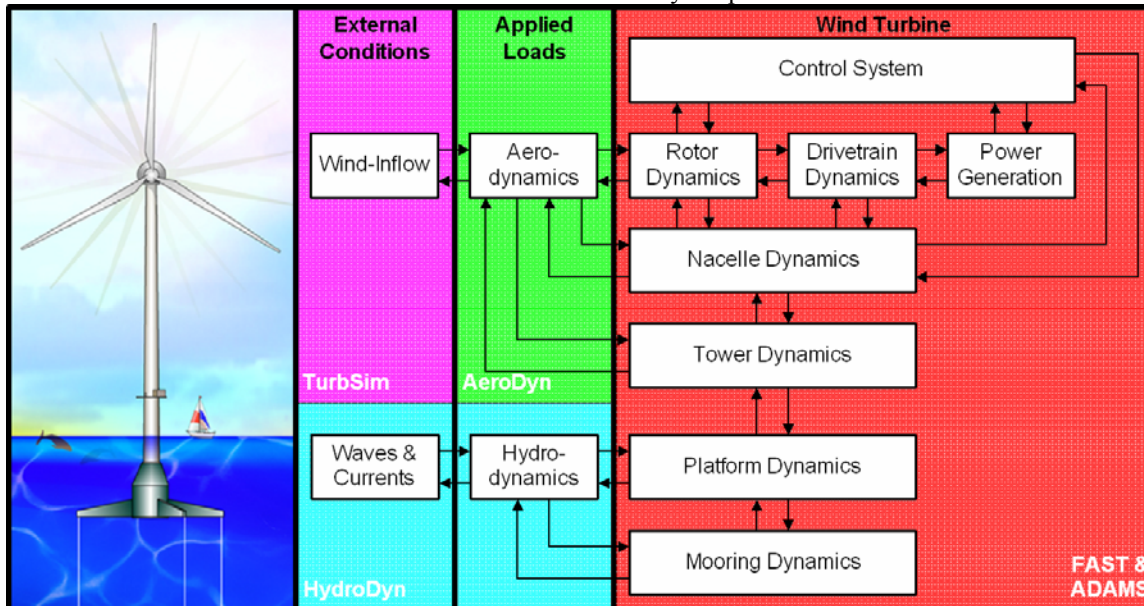 External
Conditions
Applied
Loads
Wind Turbine
Control System
Wind-Inflow
Aero-
dynamics
Rotor
Dynamics
Drivetrain
Dynamics
Power
Generation
Nacelle Dynamics
Tower Dynamics
TurbSim
AeroDyn
Waves &
Currents
Hydro-
dynamics
Platform Dynamics
Mooring Dynamics
HydroDyn
FAST &
ADAMS